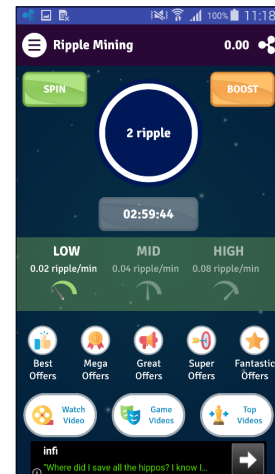 100% 11:18
Ripple Mining 0.00
SPIN BOOST
2 ripple
02:59:44
LOW MID HIGH
0.02 ripple/min 0.04 ripple/min 0.08 ripple/min
Best Mega Great Super Fantastic
Offers Offers Offers Offers Offers
Watch Game Top
Video Videos Videos
infi
"Where did I save all the hippos? I know I...